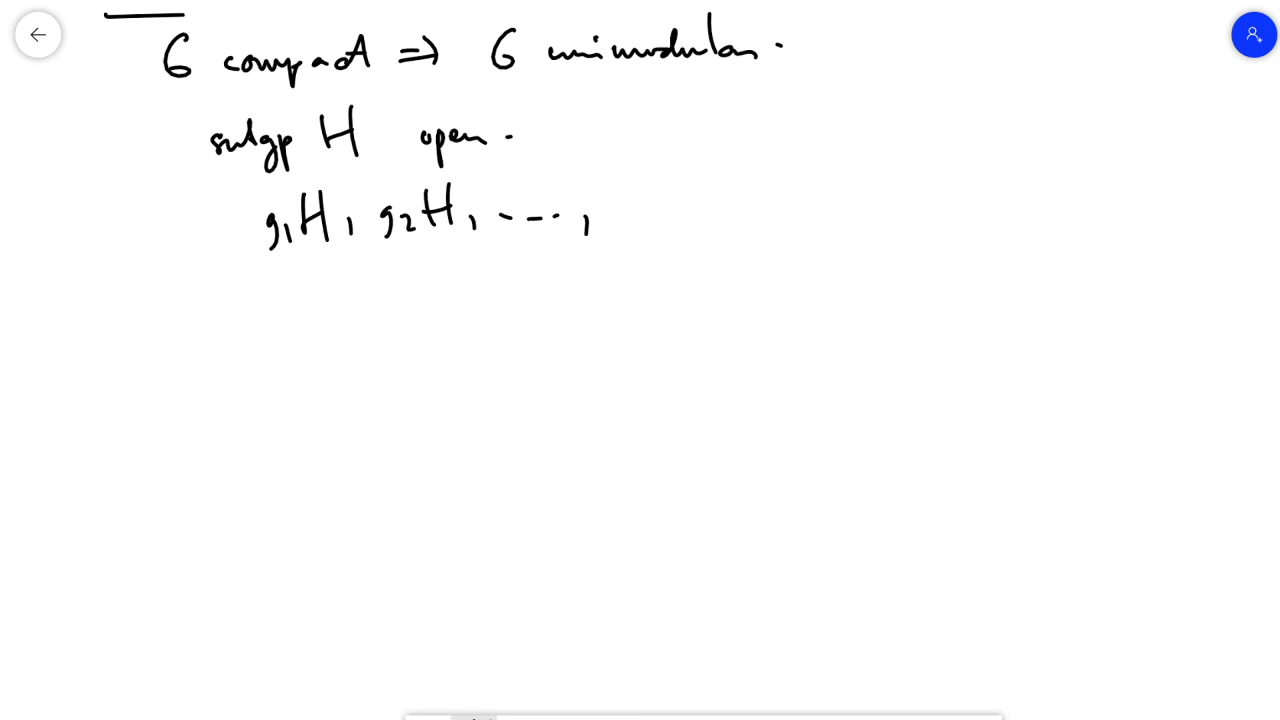 G compact ⇒ G unimodular.
subgp H open.
g₁H, g₂H, ....,